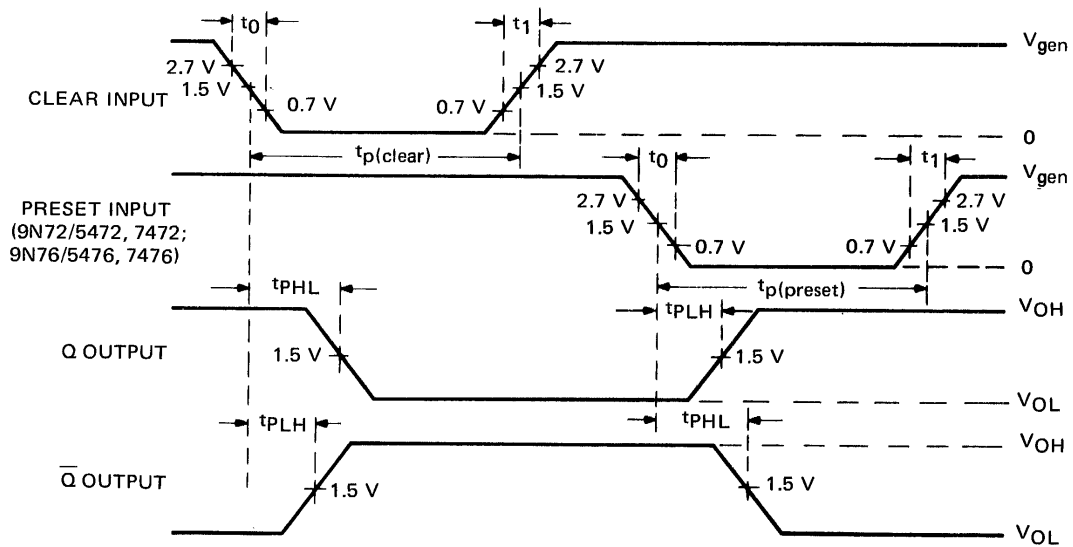 t0
t1
Vgen
2.7 V
2.7 V
1.5 V
1.5 V
CLEAR INPUT
0.7 V
0.7 V
0
tp(clear)
t0
t1
Vgen
PRESET INPUT
(9N72/5472, 7472;
9N76/5476, 7476)
2.7 V
2.7 V
1.5 V
1.5 V
0.7 V
0.7 V
0
tPHL
tp(preset)
tPLH
VOH
Q OUTPUT
1.5 V
1.5 V
VOL
tPLH
tPHL
VOH
Q̅ OUTPUT
1.5 V
1.5 V
VOL